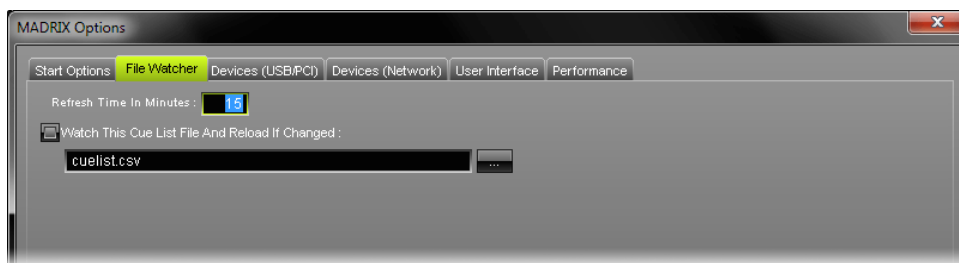 MADRIX Options
Start Options File Watcher Devices (USB/PCI) Devices (Network) User Interface Performance
Refresh Time In Minutes : 15
Watch This Cue List File And Reload If Changed :
cuelist.csv ...